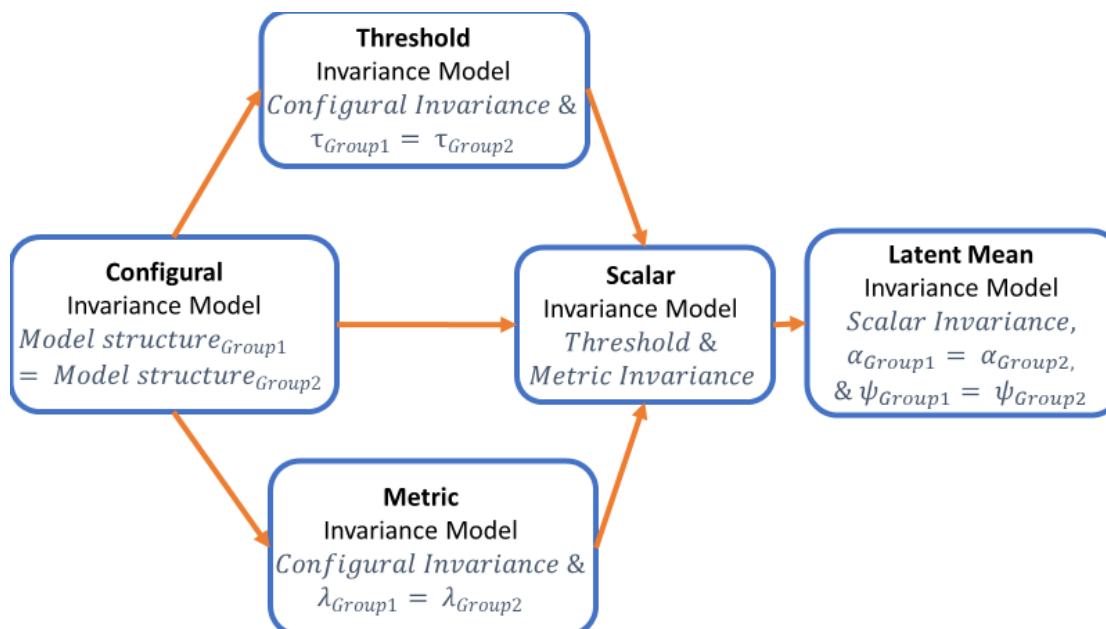 Threshold
Invariance Model
Configural Invariance &
τGroup1 = τGroup2
Configural
Invariance Model
Model structureGroup1
= Model structureGroup2
Scalar
Invariance Model
Threshold &
Metric Invariance
Latent Mean
Invariance Model
Scalar Invariance,
αGroup1 = αGroup2,
& ψGroup1 = ψGroup2
Metric
Invariance Model
Configural Invariance &
λGroup1 = λGroup2